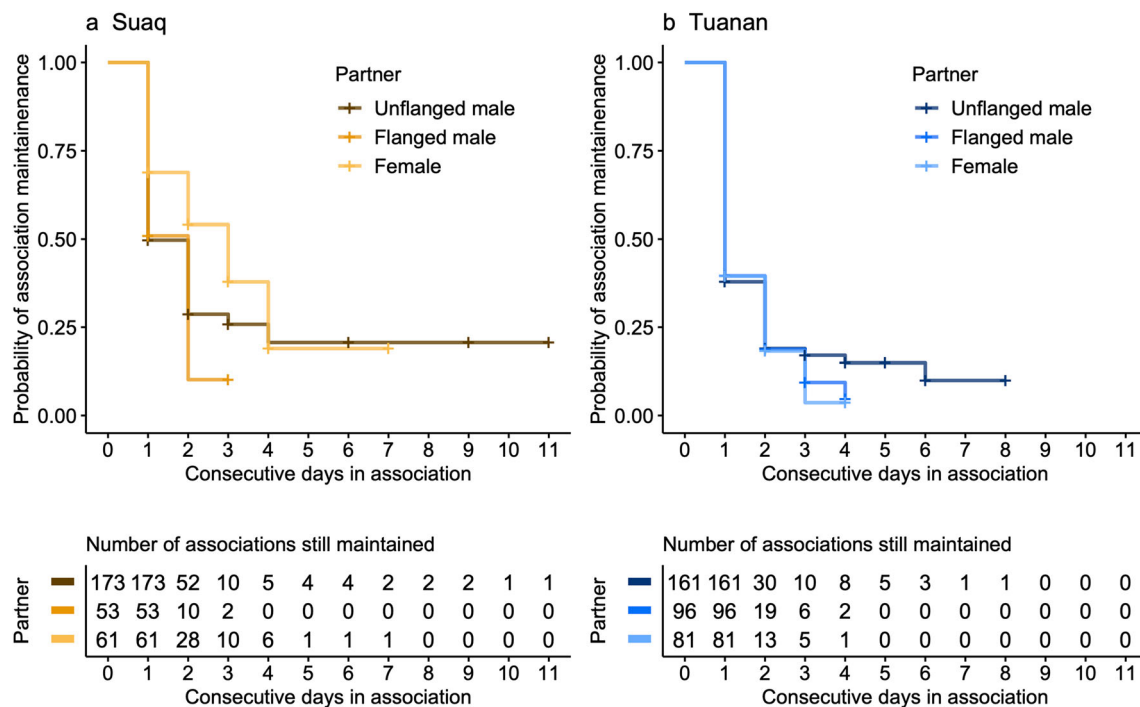 a Suaq
Probability of association maintainenance
1.00
0.75
0.50
0.25
0.00
Partner
Unflanged male
Flanged male
Female
0 1 2 3 4 5 6 7 8 9 10 11
Consecutive days in association
b Tuanan
Probability of association maintainenance
1.00
0.75
0.50
0.25
0.00
Partner
Unflanged male
Flanged male
Female
0 1 2 3 4 5 6 7 8 9 10 11
Consecutive days in association
Number of associations still maintained
Partner
173 173 52 10 5 4 4 2 2 2 1 1
53 53 10 2 0 0 0 0 0 0 0 0
61 61 28 10 6 1 1 1 0 0 0 0
0 1 2 3 4 5 6 7 8 9 10 11
Consecutive days in association
Number of associations still maintained
Partner
161 161 30 10 8 5 3 1 1 0 0 0
96 96 19 6 2 0 0 0 0 0 0 0
81 81 13 5 1 0 0 0 0 0 0 0
0 1 2 3 4 5 6 7 8 9 10 11
Consecutive days in association